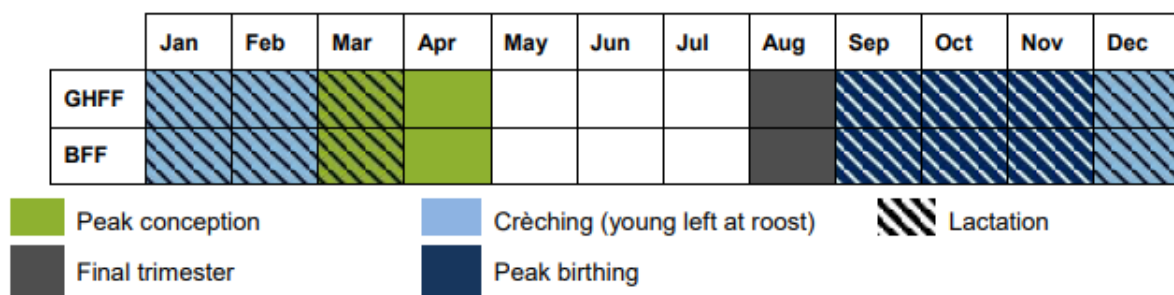 Jan Feb Mar Apr May Jun Jul Aug Sep Oct Nov Dec
GHFF
BFF
Peak conception Crèching (young left at roost) Lactation
Final trimester Peak birthing